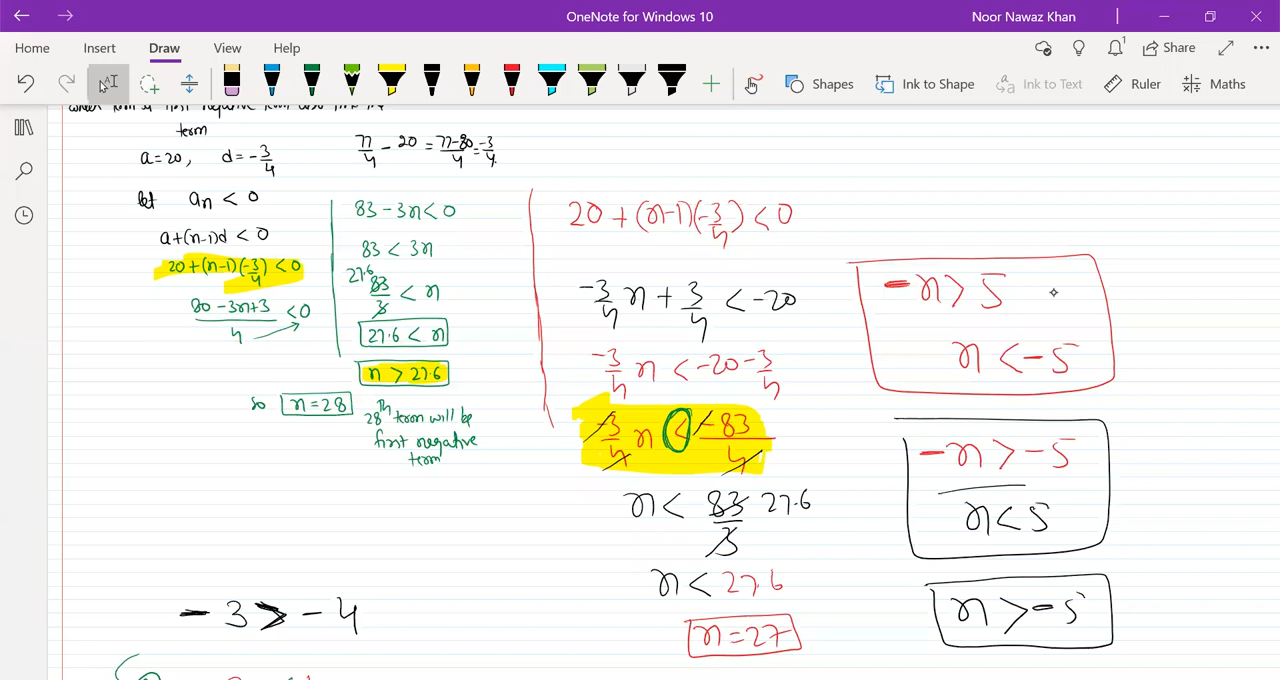 OneNote for Windows 10
Noor Nawaz Khan
Home Insert Draw View Help
Share
Shapes Ink to Shape Ink to Text Ruler Maths
term
a=20, d=-3/4
77/4 - 20 = 77-80/4 = -3/4
let an < 0
a+(n-1)d < 0
20+(n-1)(-3/4) < 0
80-3n+3/4 < 0
83-3n < 0
83 < 3n
27.6
83/3 < n
27.6 < n
n > 27.6
so n=28
28th term will be
first negative
term
20+(n-1)(-3/4) < 0
-3/4 n + 3/4 < -20
-3/4 n < -20-3/4
-3/4 n < -83/4
n < 83/3 27.6
n < 27.6
n=27
-n > 5
n < -5
-n > -5
n < 5
n > -5
-3 > -4